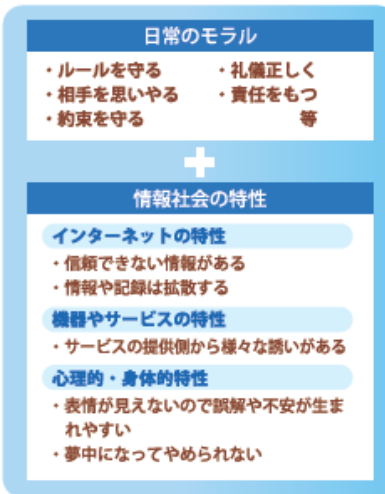 日常のモラル
・ルールを守る ・礼儀正しく
・相手を思いやる ・責任をもつ
・約束を守る 等
+
情報社会の特性
インターネットの特性
・信頼できない情報がある
・情報や記録は拡散する
機器やサービスの特性
・サービスの提供側から様々な誘いがある
心理的・身体的特性
・表情が見えないので誤解や不安が生ま
れやすい
・夢中になってやめられない